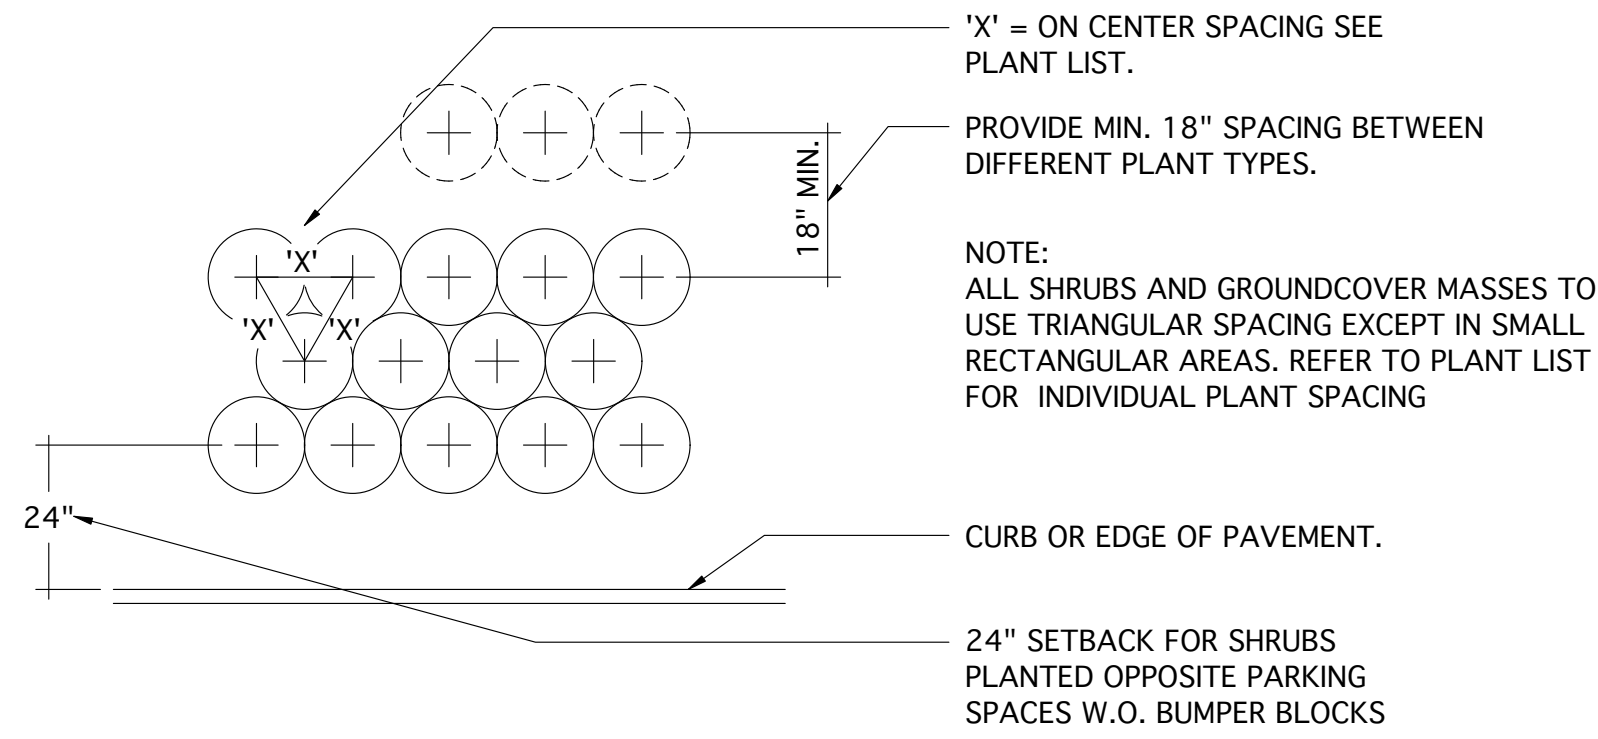 'X' = ON CENTER SPACING SEE
PLANT LIST.
PROVIDE MIN. 18" SPACING BETWEEN
DIFFERENT PLANT TYPES.
18" MIN.
NOTE:
ALL SHRUBS AND GROUNDCOVER MASSES TO
USE TRIANGULAR SPACING EXCEPT IN SMALL
RECTANGULAR AREAS. REFER TO PLANT LIST
FOR  INDIVIDUAL PLANT SPACING
'X'
'X'
'X'
24"
CURB OR EDGE OF PAVEMENT.
24" SETBACK FOR SHRUBS
PLANTED OPPOSITE PARKING
SPACES W.O. BUMPER BLOCKS